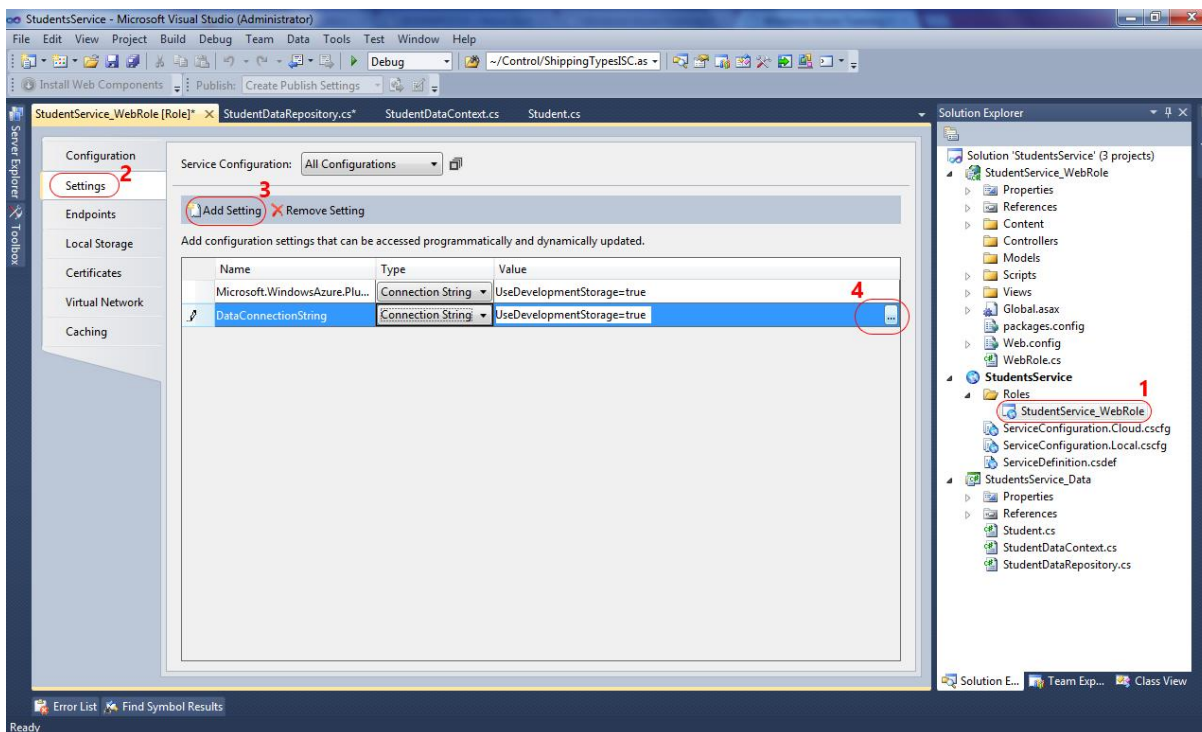 StudentsService - Microsoft Visual Studio (Administrator)
File Edit View Project Build Debug Team Data Tools Test Window Help
Debug ~/Control/ShippingTypesISC.as
Install Web Components Publish: Create Publish Settings
StudentService_WebRole [Role]* X StudentDataRepository.cs* StudentDataContext.cs Student.cs
Server Explorer
Toolbox
Configuration
Settings
2
Endpoints
Local Storage
Certificates
Virtual Network
Caching
Service Configuration: All Configurations
3
Add Setting Remove Setting
Add configuration settings that can be accessed programmatically and dynamically updated.
Name Type Value
Microsoft.WindowsAzure.Plu... Connection String UseDevelopmentStorage=true
4
DataConnectionString Connection String UseDevelopmentStorage=true ...
Solution Explorer
Solution 'StudentsService' (3 projects)
StudentService_WebRole
Properties
References
Content
Controllers
Models
Scripts
Views
Global.asax
packages.config
Web.config
WebRole.cs
StudentsService
1
Roles
StudentService_WebRole
ServiceConfiguration.Cloud.cscfg
ServiceConfiguration.Local.cscfg
ServiceDefinition.csdef
StudentsService_Data
Properties
References
Student.cs
StudentDataContext.cs
StudentDataRepository.cs
Solution E... Team Exp... Class View
Error List Find Symbol Results
Ready